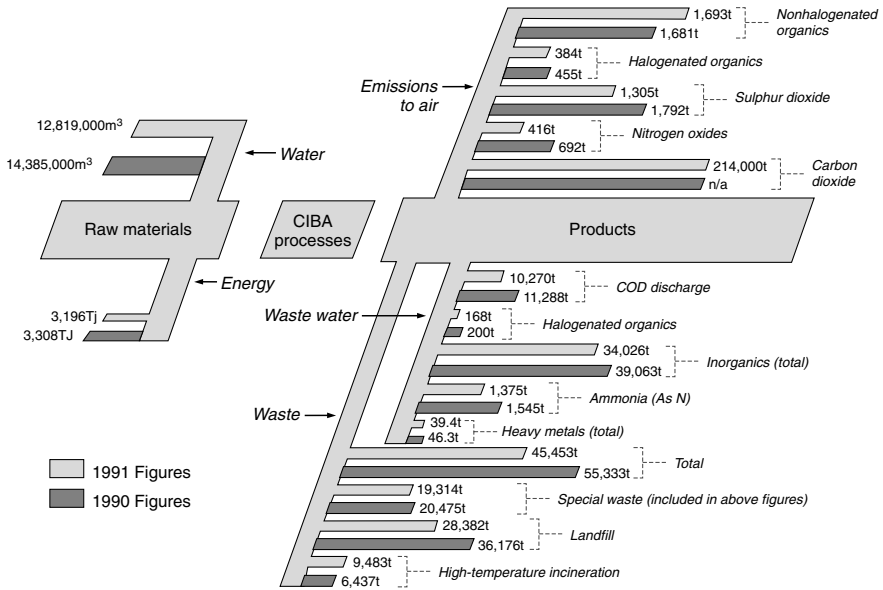 1,693t
Nonhalogenated
organics
1,681t
384t
Halogenated organics
455t
Emissions
to air
1,305t
Sulphur dioxide
1,792t
416t
Nitrogen oxides
692t
214,000t
Carbon
dioxide
n/a
12,819,000m³
Water
14,385,000m³
Raw materials
CIBA
processes
Products
Energy
3,196Tj
3,308TJ
10,270t
COD discharge
11,288t
Waste water
168t
Halogenated organics
200t
34,026t
Inorganics (total)
39,063t
1,375t
Ammonia (As N)
1,545t
Waste
39.4t
Heavy metals (total)
46.3t
45,453t
Total
55,333t
19,314t
Special waste (included in above figures)
20,475t
28,382t
Landfill
36,176t
9,483t
High-temperature incineration
6,437t
1991 Figures
1990 Figures